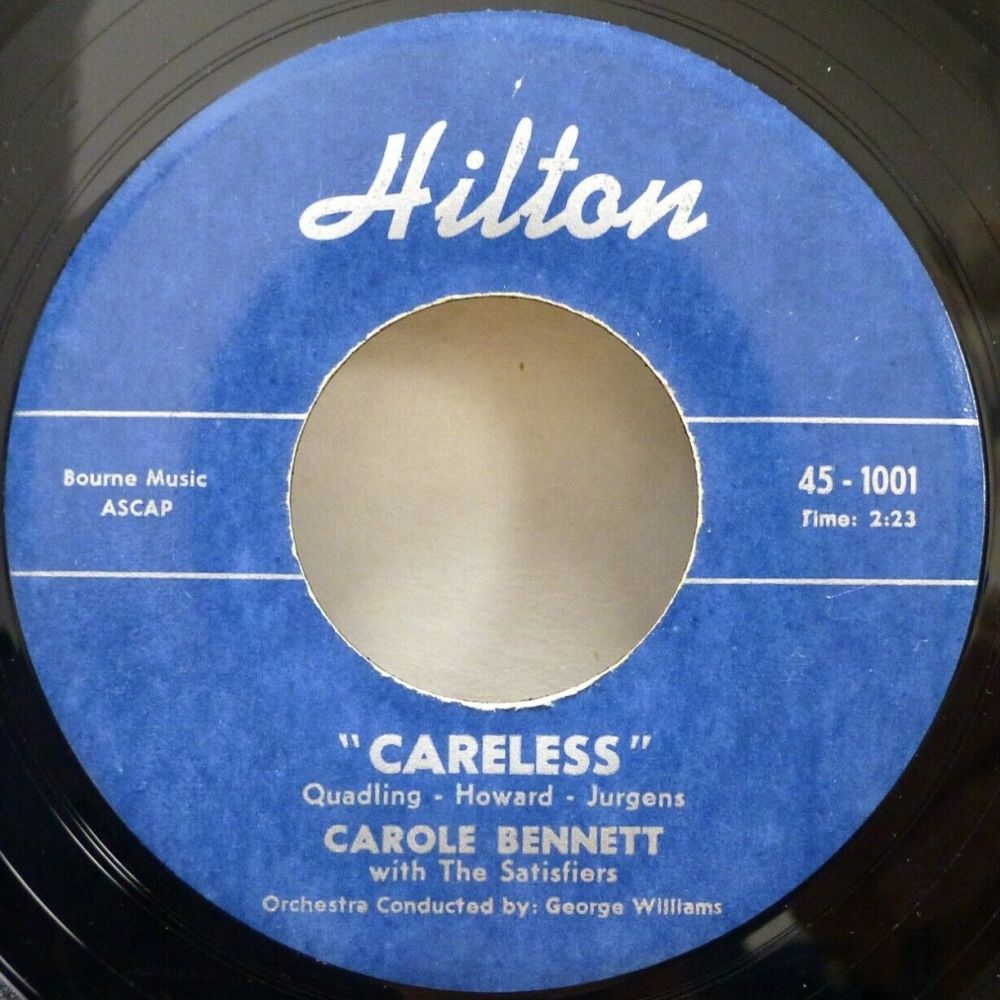 Hilton
Bourne Music
ASCAP
45 - 1001
Time: 2:23
"CARELESS"
Quadling - Howard - Jurgens
CAROLE BENNETT
with The Satisfiers
Orchestra Conducted by: George Williams